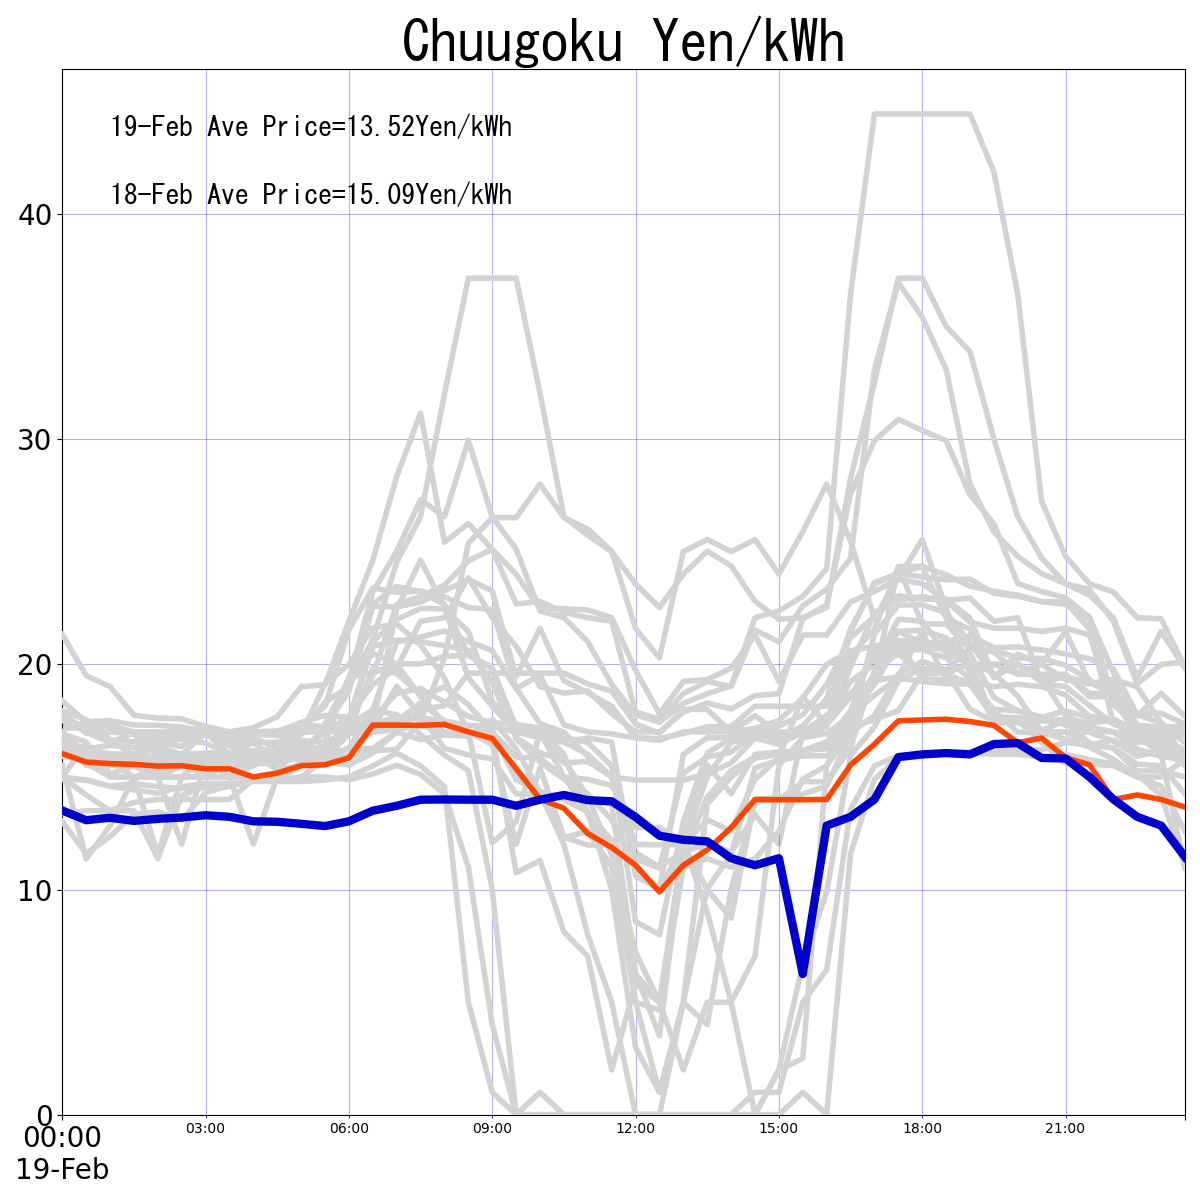 Chuugoku Yen/kWh
19-Feb Ave Price=13.52Yen/kWh
18-Feb Ave Price=15.09Yen/kWh
40
30
20
10
0
00:00 03:00 06:00 09:00 12:00 15:00 18:00 21:00
19-Feb